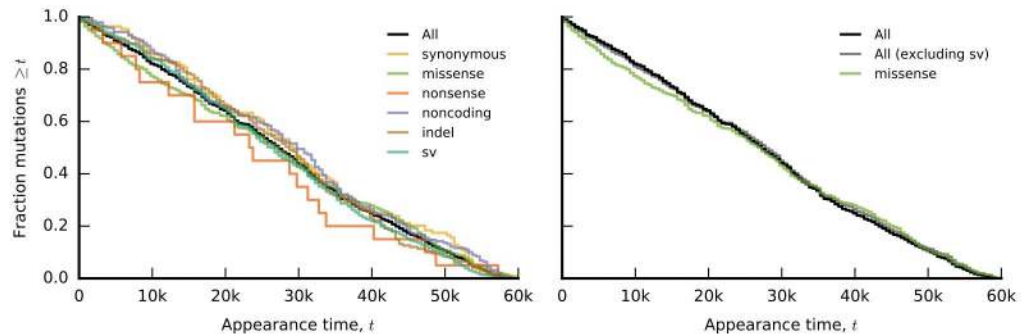 1.0
0.8
0.6
0.4
0.2
0.0
Fraction mutations ≥t
0 10k 20k 30k 40k 50k 60k
Appearance time, t
All
synonymous
missense
nonsense
noncoding
indel
sv
0 10k 20k 30k 40k 50k 60k
Appearance time, t
All
All (excluding sv)
missense